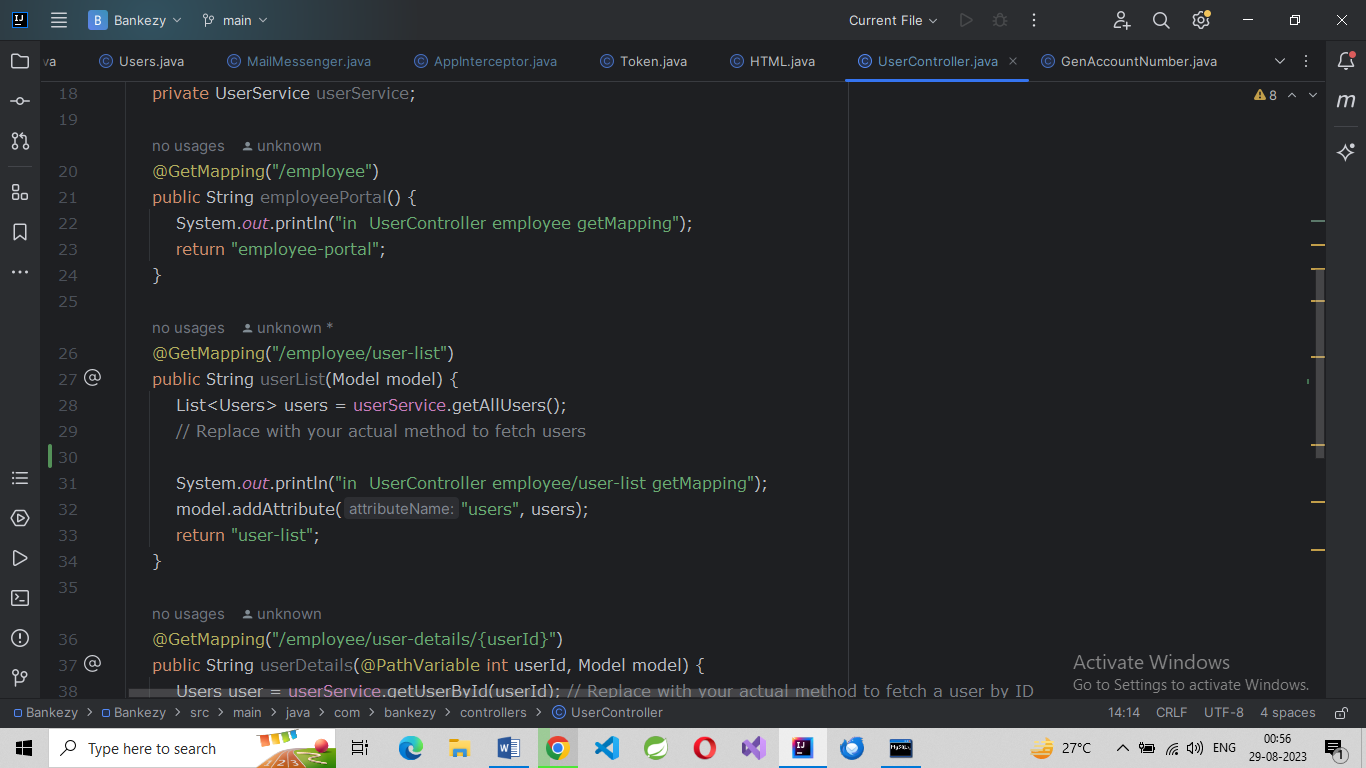 IJ B Bankezy main Current File
va Users.java MailMessenger.java AppInterceptor.java Token.java HTML.java UserController.java GenAccountNumber.java
18 private UserService userService; 8
19
no usages unknown
20 @GetMapping("/employee")
21 public String employeePortal() {
22 System.out.println("in  UserController employee getMapping");
23 return "employee-portal";
24 }
25
no usages unknown *
26 @GetMapping("/employee/user-list")
27 public String userList(Model model) {
28 List<Users> users = userService.getAllUsers();
29 // Replace with your actual method to fetch users
30
31 System.out.println("in  UserController employee/user-list getMapping");
32 model.addAttribute( attributeName: "users", users);
33 return "user-list";
34 }
35
no usages unknown
36 @GetMapping("/employee/user-details/{userId}")
37 public String userDetails(@PathVariable int userId, Model model) {
38 Users user = userService.getUserById(userId); // Replace with your actual method to fetch a user by ID
Activate Windows
Go to Settings to activate Windows.
Bankezy > Bankezy > src > main > java > com > bankezy > controllers > UserController 14:14 CRLF UTF-8 4 spaces
Type here to search 27°C ENG 00:56
29-08-2023 1